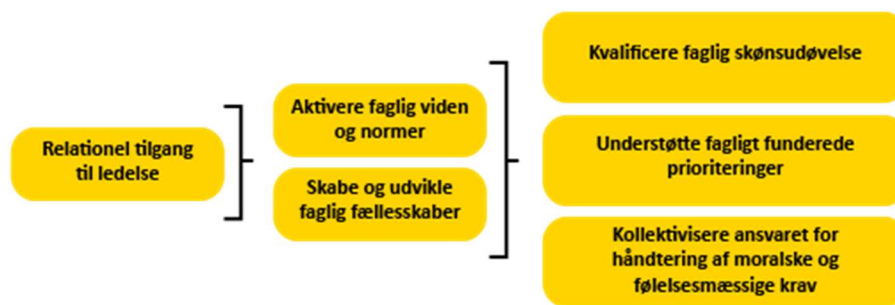 Relationel tilgang
til ledelse
Aktivere faglig viden
og normer
Skabe og udvikle
faglig fællesskaber
Kvalificere faglig skønsudøvelse
Understøtte fagligt funderede
prioriteringer
Kollektivisere ansvaret for
håndtering af moralske og
følelsesmæssige krav